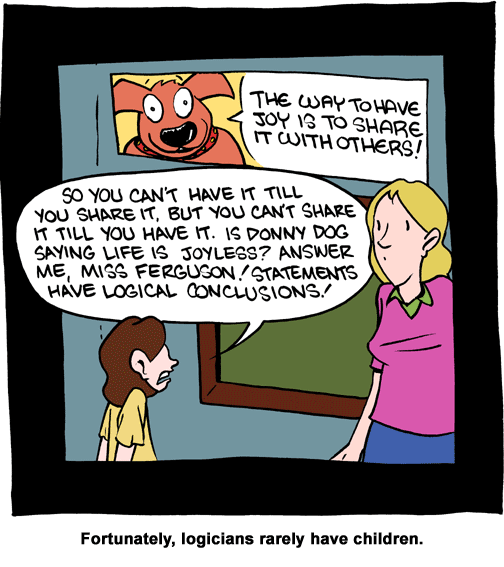 THE WAY TO HAVE
JOY IS TO SHARE
IT WITH OTHERS!
SO YOU CAN'T HAVE IT TILL
YOU SHARE IT, BUT YOU CAN'T SHARE
IT TILL YOU HAVE IT. IS DONNY DOG
SAYING LIFE IS JOYLESS? ANSWER
ME, MISS FERGUSON! STATEMENTS
HAVE LOGICAL CONCLUSIONS!
Fortunately, logicians rarely have children.